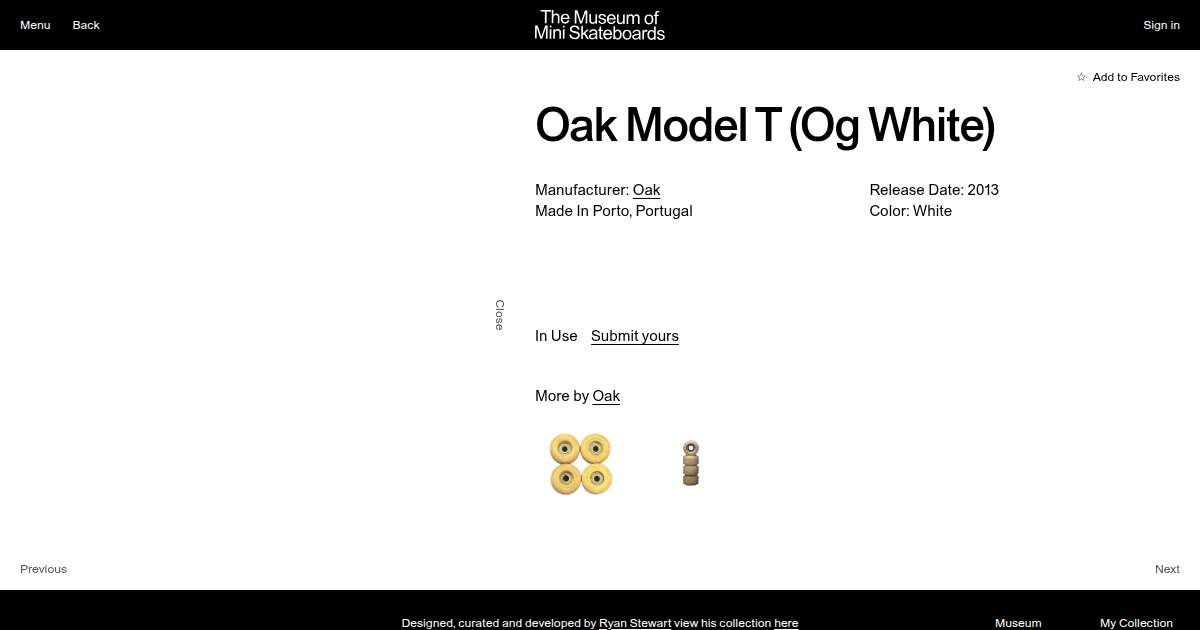 Menu
Back
The Museum of
Mini Skateboards
Sign in
☆ Add to Favorites
Oak Model T (Og White)
Manufacturer: Oak
Made In Porto, Portugal
Release Date: 2013
Color: White
Close
In Use
Submit yours
More by Oak
Previous
Next
Designed, curated and developed by Ryan Stewart view his collection here
Museum
My Collection